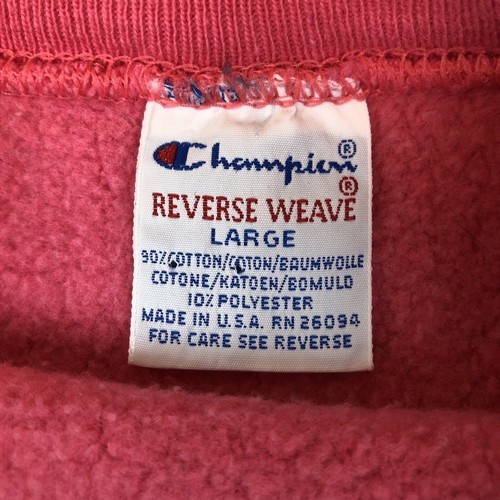 Champion ®
REVERSE WEAVE ®
LARGE
90% COTTON/COTON/BAUMWOLLE
COTONE/KATOEN/BOMULD
10% POLYESTER
MADE IN U.S.A. RN 26094
FOR CARE SEE REVERSE